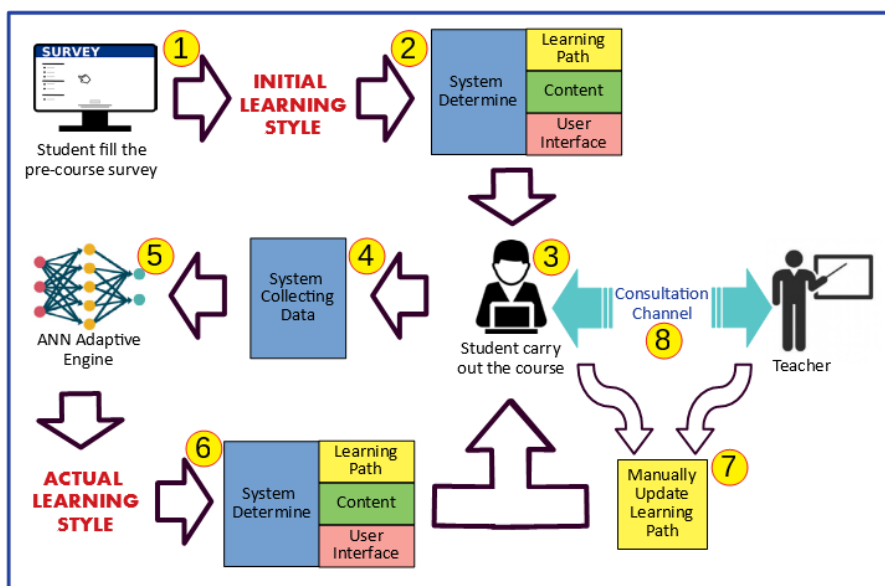 SURVEY
1
Student fill the
pre-course survey
INITIAL
LEARNING
STYLE
2
System
Determine
Learning
Path
Content
User
Interface
5
ANN Adaptive
Engine
4
System
Collecting
Data
3
Student carry
out the course
Consultation
Channel
8
Teacher
ACTUAL
LEARNING
STYLE
6
System
Determine
Learning
Path
Content
User
Interface
7
Manually
Update
Learning
Path